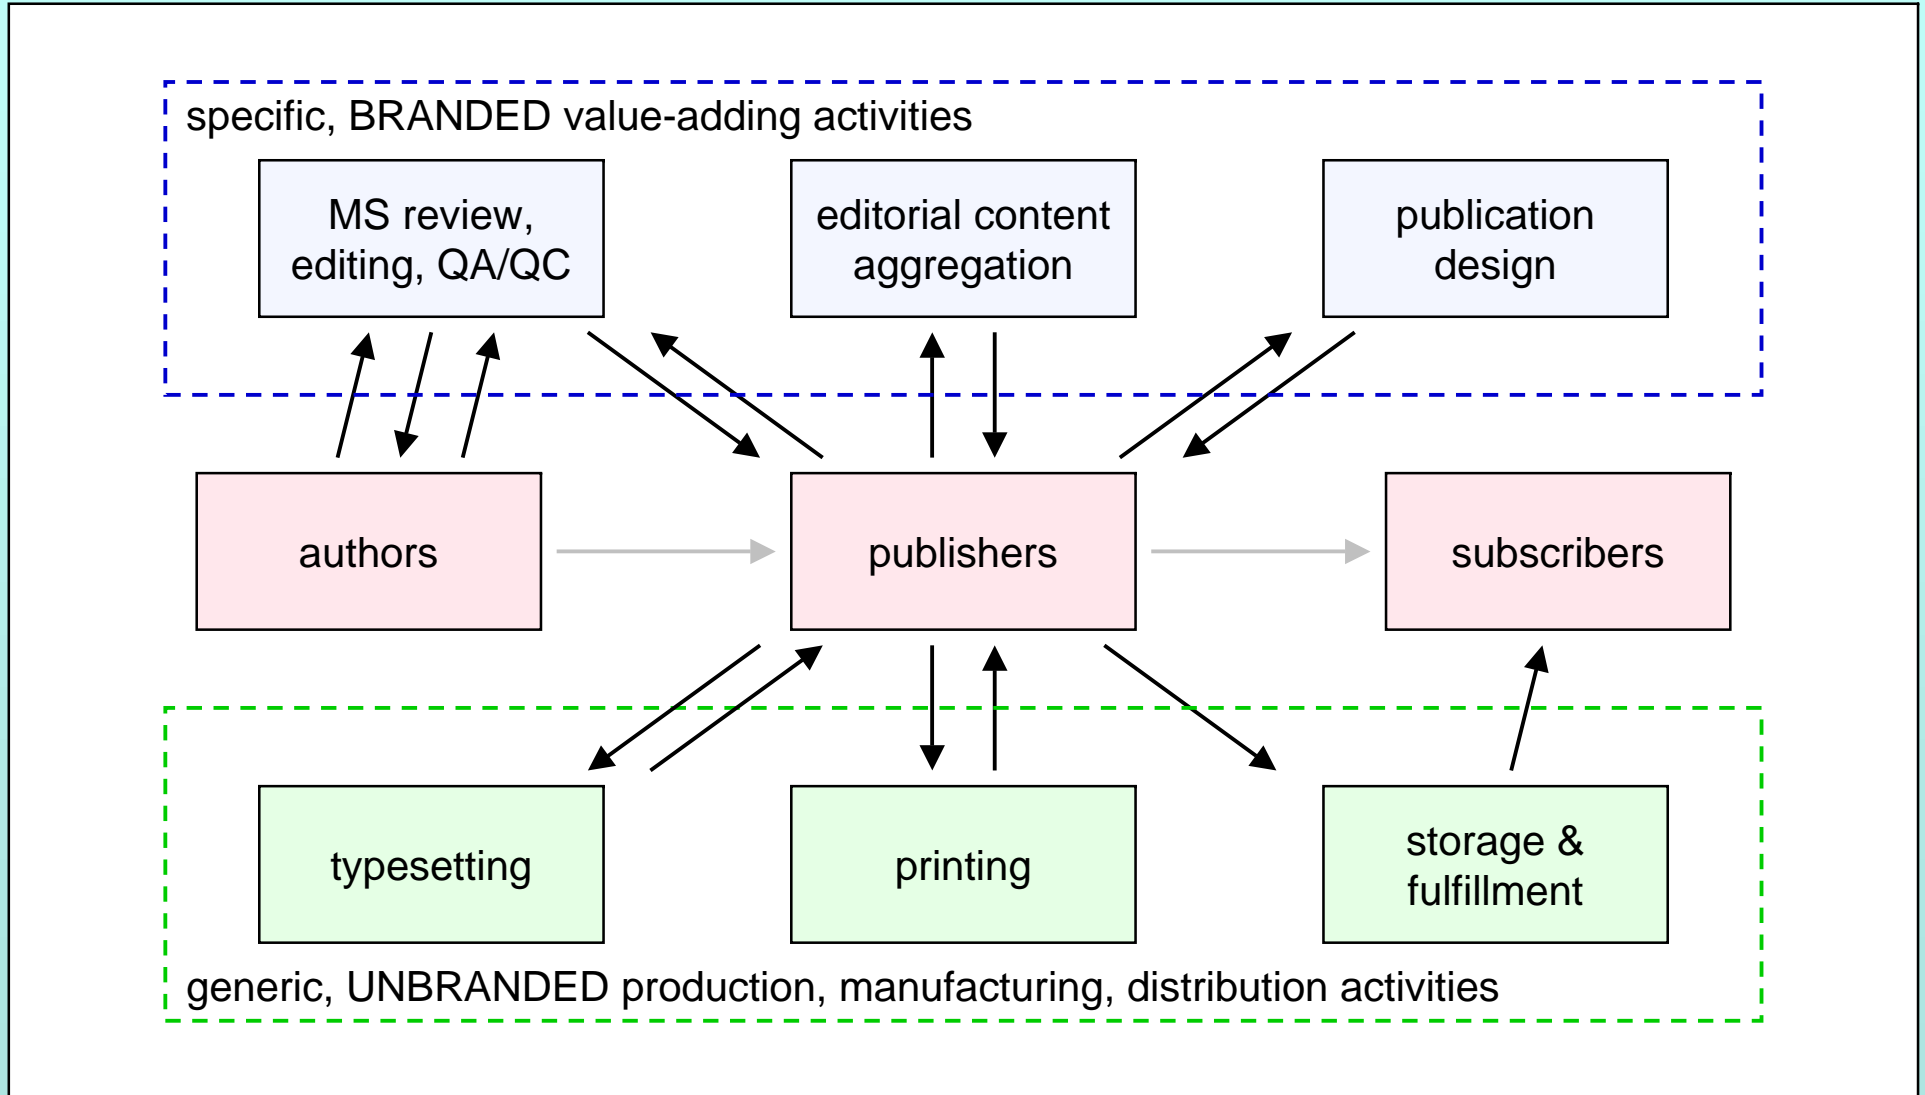 specific, BRANDED value-adding activities
MS review,
editing, QA/QC
editorial content
aggregation
publication
design
authors
publishers
subscribers
typesetting
printing
storage &
fulfillment
generic, UNBRANDED production, manufacturing, distribution activities